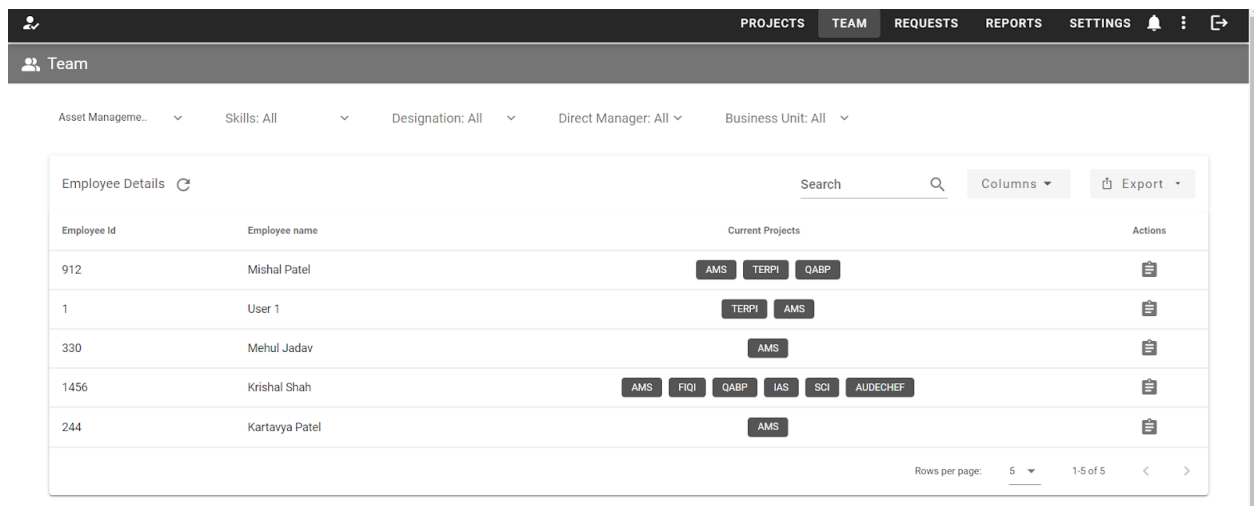 PROJECTS TEAM REQUESTS REPORTS SETTINGS
Team
Asset Manageme.. Skills: All Designation: All Direct Manager: All Business Unit: All
Employee Details Search Columns Export
Employee Id Employee name Current Projects Actions
912 Mishal Patel AMS TERPI QABP
1 User 1 TERPI AMS
330 Mehul Jadav AMS
1456 Krishal Shah AMS FIQI QABP IAS SCI AUDECHEF
244 Kartavya Patel AMS
Rows per page: 5 1-5 of 5